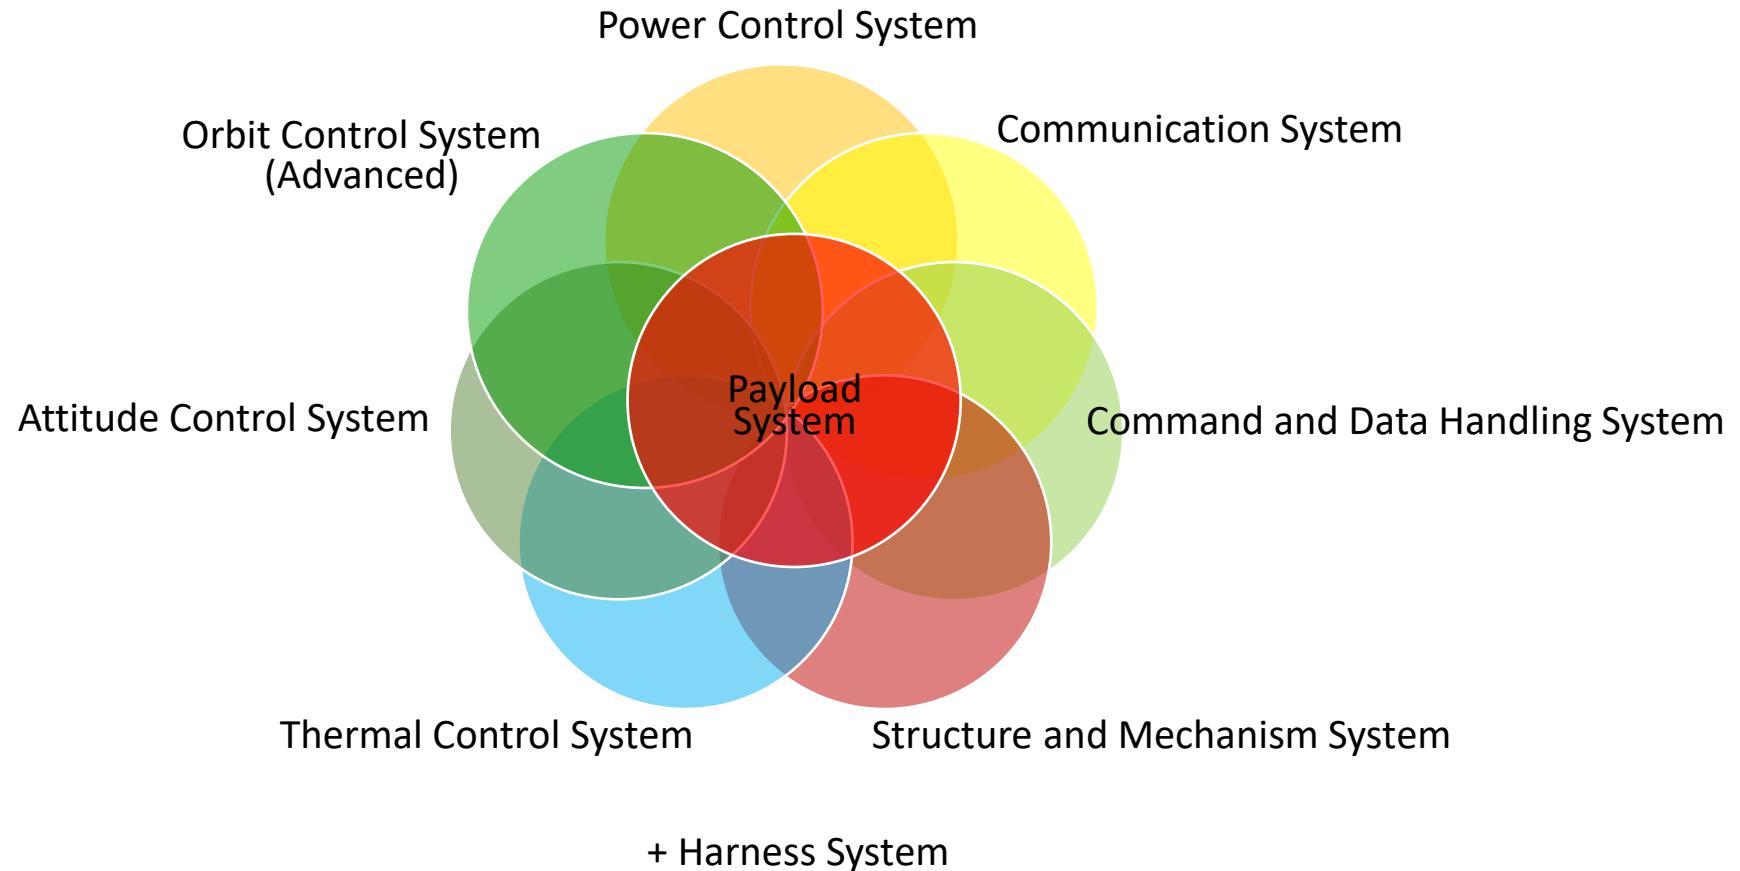 Power Control System
Orbit Control System
(Advanced)
Communication System
Payload
System
Attitude Control System
Command and Data Handling System
Thermal Control System
Structure and Mechanism System
+ Harness System